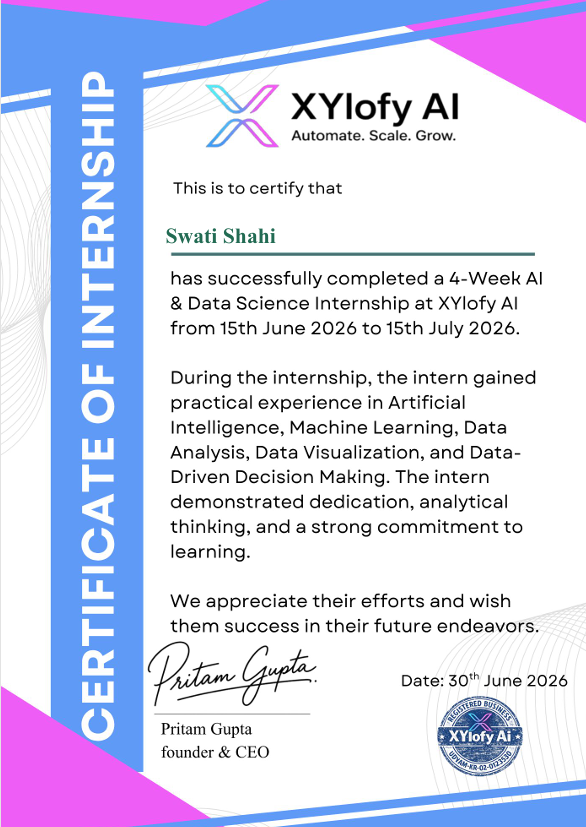 CERTIFICATE OF INTERNSHIP
XYlofy AI
Automate. Scale. Grow.
This is to certify that
Swati Shahi
has successfully completed a 4-Week AI
& Data Science Internship at XYlofy AI
from 15th June 2026 to 15th July 2026.
During the internship, the intern gained
practical experience in Artificial
Intelligence, Machine Learning, Data
Analysis, Data Visualization, and Data-
Driven Decision Making. The intern
demonstrated dedication, analytical
thinking, and a strong commitment to
learning.
We appreciate their efforts and wish
them success in their future endeavors.
Pritam Gupta.
Pritam Gupta
founder & CEO
Date: 30th June 2026
REGISTERED BUSINESS
XYlofy Ai